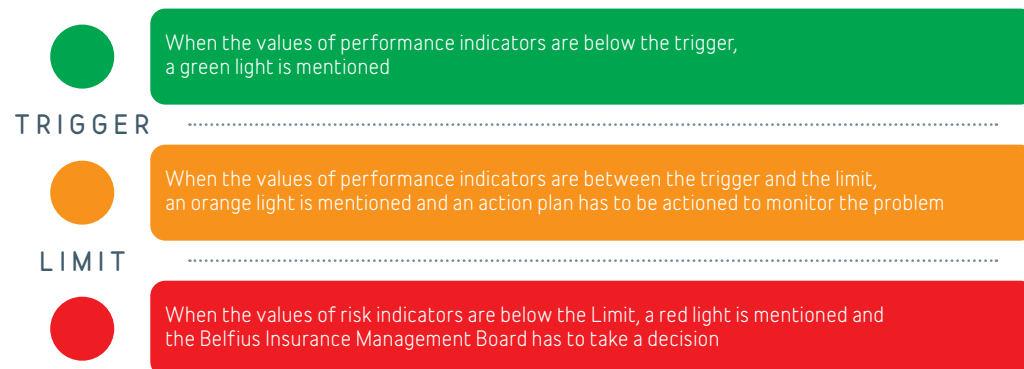 When the values of performance indicators are below the trigger,
a green light is mentioned
TRIGGER
When the values of performance indicators are between the trigger and the limit,
an orange light is mentioned and an action plan has to be actioned to monitor the problem
LIMIT
When the values of risk indicators are below the Limit, a red light is mentioned and
the Belfius Insurance Management Board has to take a decision